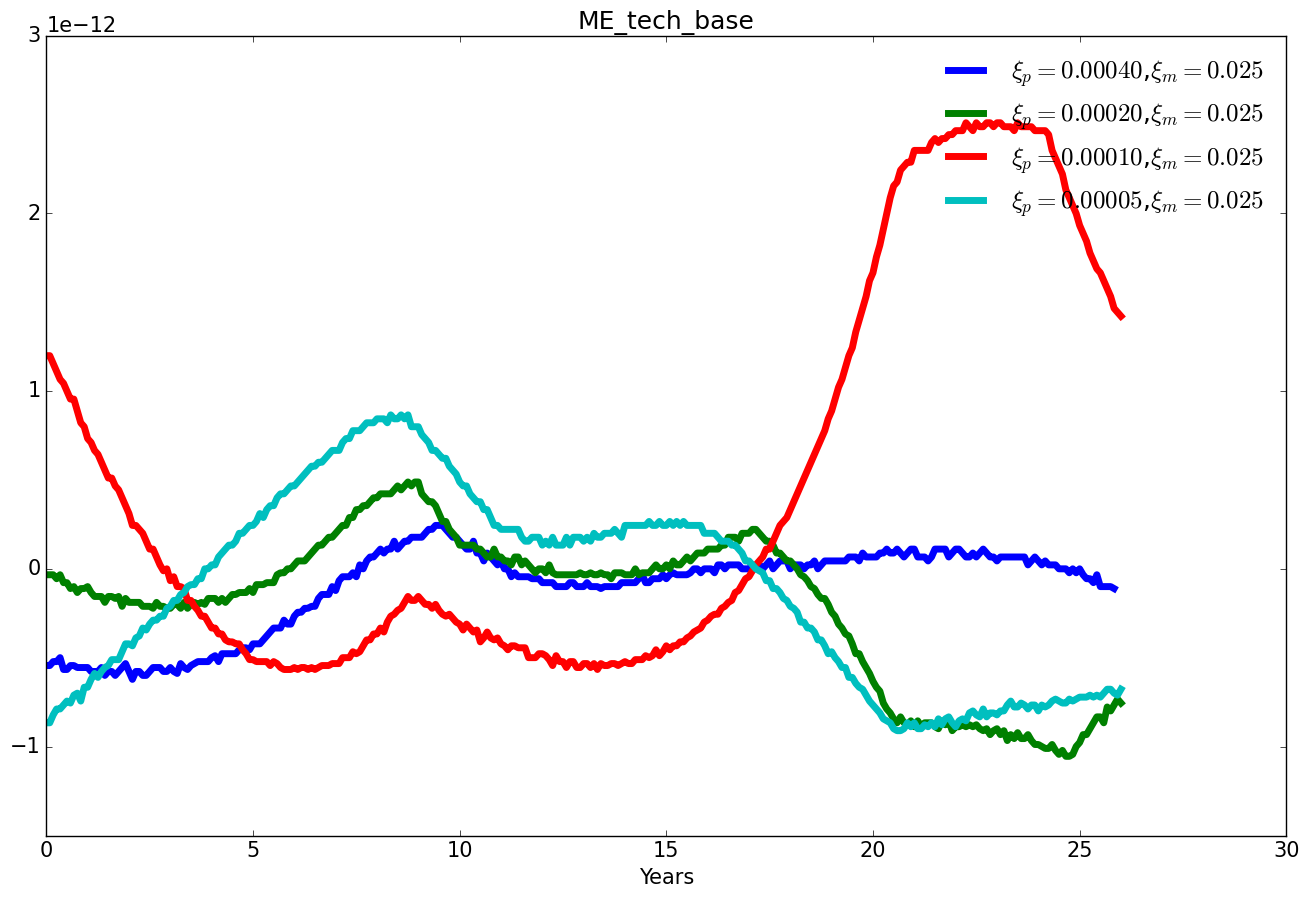 ME_tech_base
1e−12
3
2
1
0
−1
ξp = 0.00040,ξm = 0.025
ξp = 0.00020,ξm = 0.025
ξp = 0.00010,ξm = 0.025
ξp = 0.00005,ξm = 0.025
0 5 10 15 20 25 30
Years